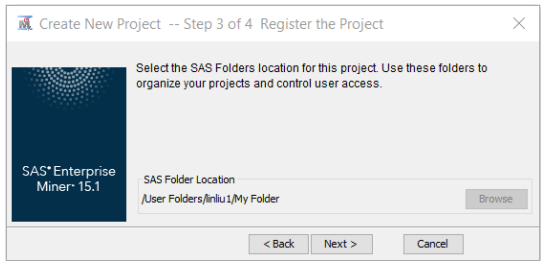 Create New Project -- Step 3 of 4 Register the Project
Select the SAS Folders location for this project. Use these folders to
organize your projects and control user access.
SAS® Enterprise
Miner™ 15.1
SAS Folder Location
/User Folders/linliu1/My Folder
Browse
< Back
Next >
Cancel